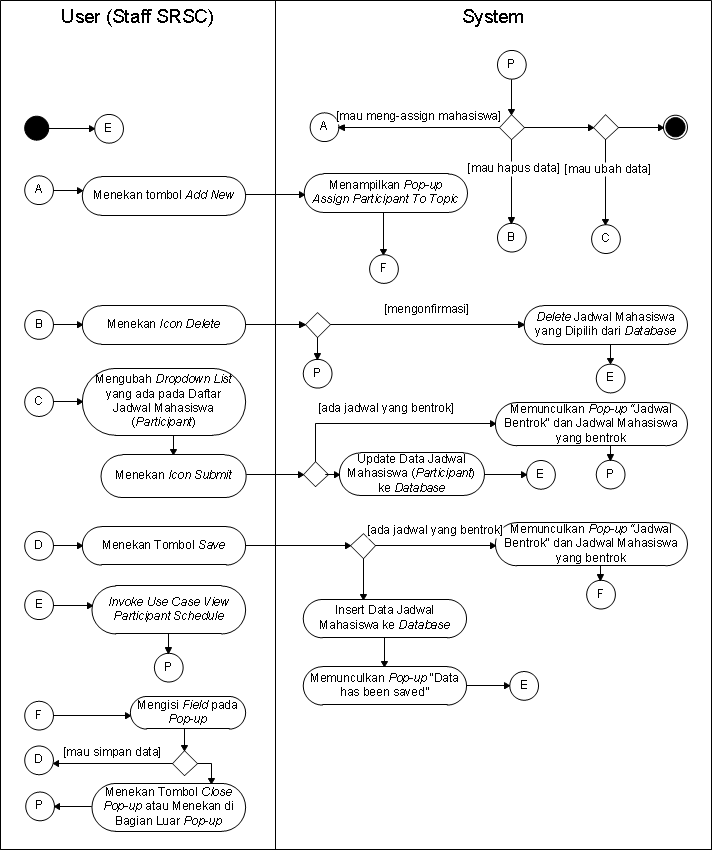 User (Staff SRSC)
System
P
E
[mau meng-assign mahasiswa]
A
[mau hapus data]
[mau ubah data]
B
C
A
Menekan tombol Add New
Menampilkan Pop-up
Assign Participant To Topic
F
B
Menekan Icon Delete
[mengonfirmasi]
Delete Jadwal Mahasiswa
yang Dipilih dari Database
P
E
C
Mengubah Dropdown List
yang ada pada Daftar
Jadwal Mahasiswa
(Participant)
[ada jadwal yang bentrok]
Memunculkan Pop-up “Jadwal
Bentrok” dan Jadwal Mahasiswa
yang bentrok
Menekan Icon Submit
Update Data Jadwal
Mahasiswa (Participant)
ke Database
E
P
D
Menekan Tombol Save
[ada jadwal yang bentrok]
Memunculkan Pop-up “Jadwal
Bentrok” dan Jadwal Mahasiswa
yang bentrok
F
E
Invoke Use Case View
Participant Schedule
P
Insert Data Jadwal
Mahasiswa ke Database
Memunculkan Pop-up “Data
has been saved”
E
F
Mengisi Field pada
Pop-up
[mau simpan data]
D
P
Menekan Tombol Close
Pop-up atau Menekan di
Bagian Luar Pop-up